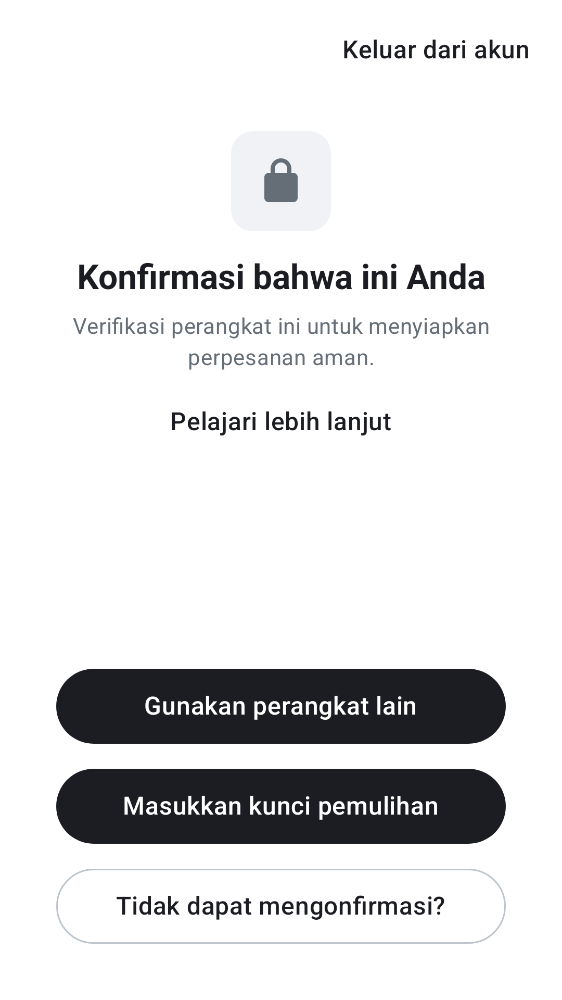 Keluar dari akun
Konfirmasi bahwa ini Anda
Verifikasi perangkat ini untuk menyiapkan
perpesanan aman.
Pelajari lebih lanjut
Gunakan perangkat lain
Masukkan kunci pemulihan
Tidak dapat mengonfirmasi?